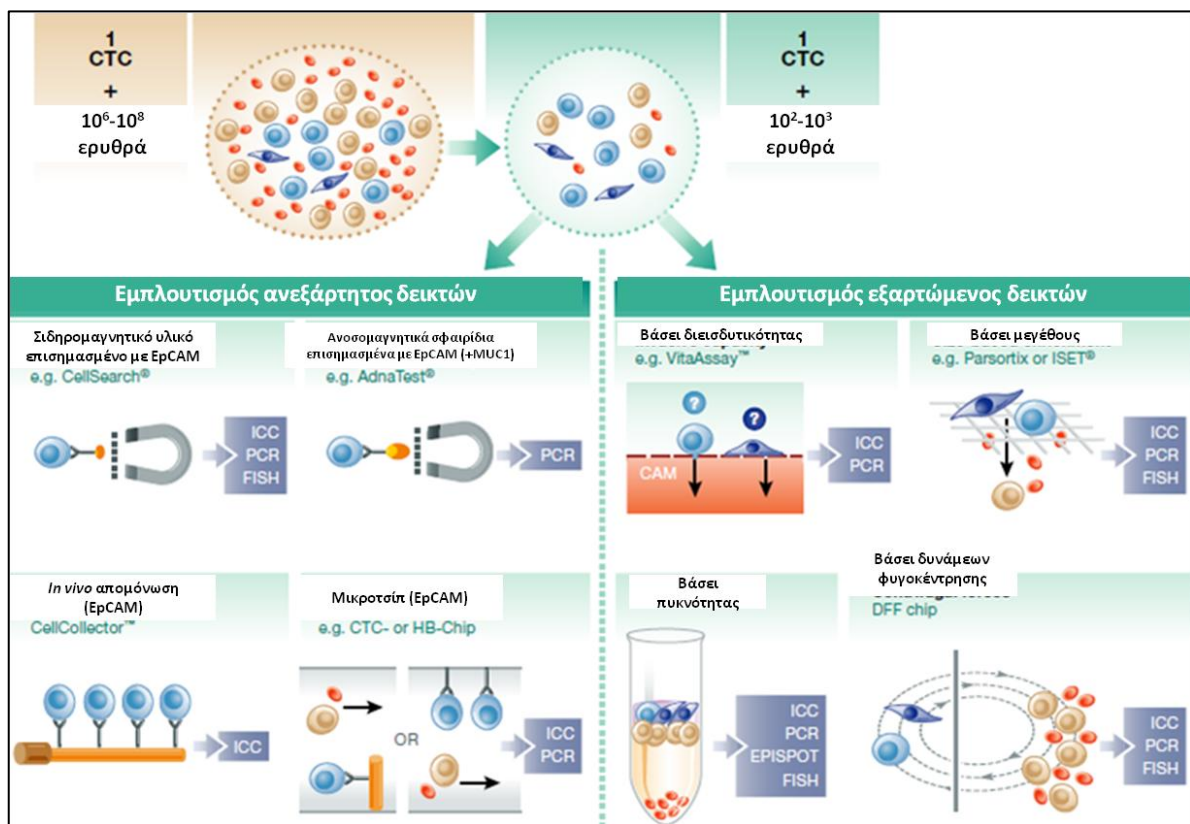 1
CTC
+
10⁶-10⁸
ερυθρά
1
CTC
+
10²-10³
ερυθρά
Εμπλουτισμός ανεξάρτητος δεικτών
Σιδηρομαγνητικό υλικό
επισημασμένο με EpCAM
e.g. CellSearch®
ICC
PCR
FISH
Ανοσομαγνητικά σφαιρίδια
επισημασμένα με EpCAM (+MUC1)
e.g. AdnaTest®
PCR
In vivo απομόνωση
(EpCAM)
CellCollector™
ICC
Μικροτσίπ (EpCAM)
e.g. CTC- or HB-Chip
OR
ICC
PCR
Εμπλουτισμός εξαρτώμενος δεικτών
Βάσει διεισδυτικότητας
e.g. VitaAssay™
?
?
CAM
ICC
PCR
Βάσει μεγέθους
e.g. Parsortix or ISET®
ICC
PCR
FISH
Βάσει
πυκνότητας
ICC
PCR
EPISPOT
FISH
Βάσει δυνάμεων
φυγοκέντρησης
DFF chip
ICC
PCR
FISH